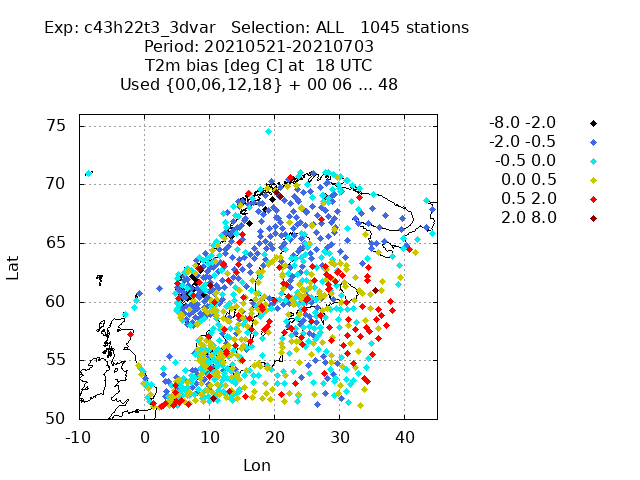 Exp: c43h22t3_3dvar   Selection: ALL   1045 stations
Period: 20210521-20210703
T2m bias [deg C] at  18 UTC
Used {00,06,12,18} + 00 06 ... 48
-8.0 -2.0
-2.0 -0.5
-0.5 0.0
0.0 0.5
0.5 2.0
2.0 8.0
Lat
75
70
65
60
55
50
-10 0 10 20 30 40
Lon